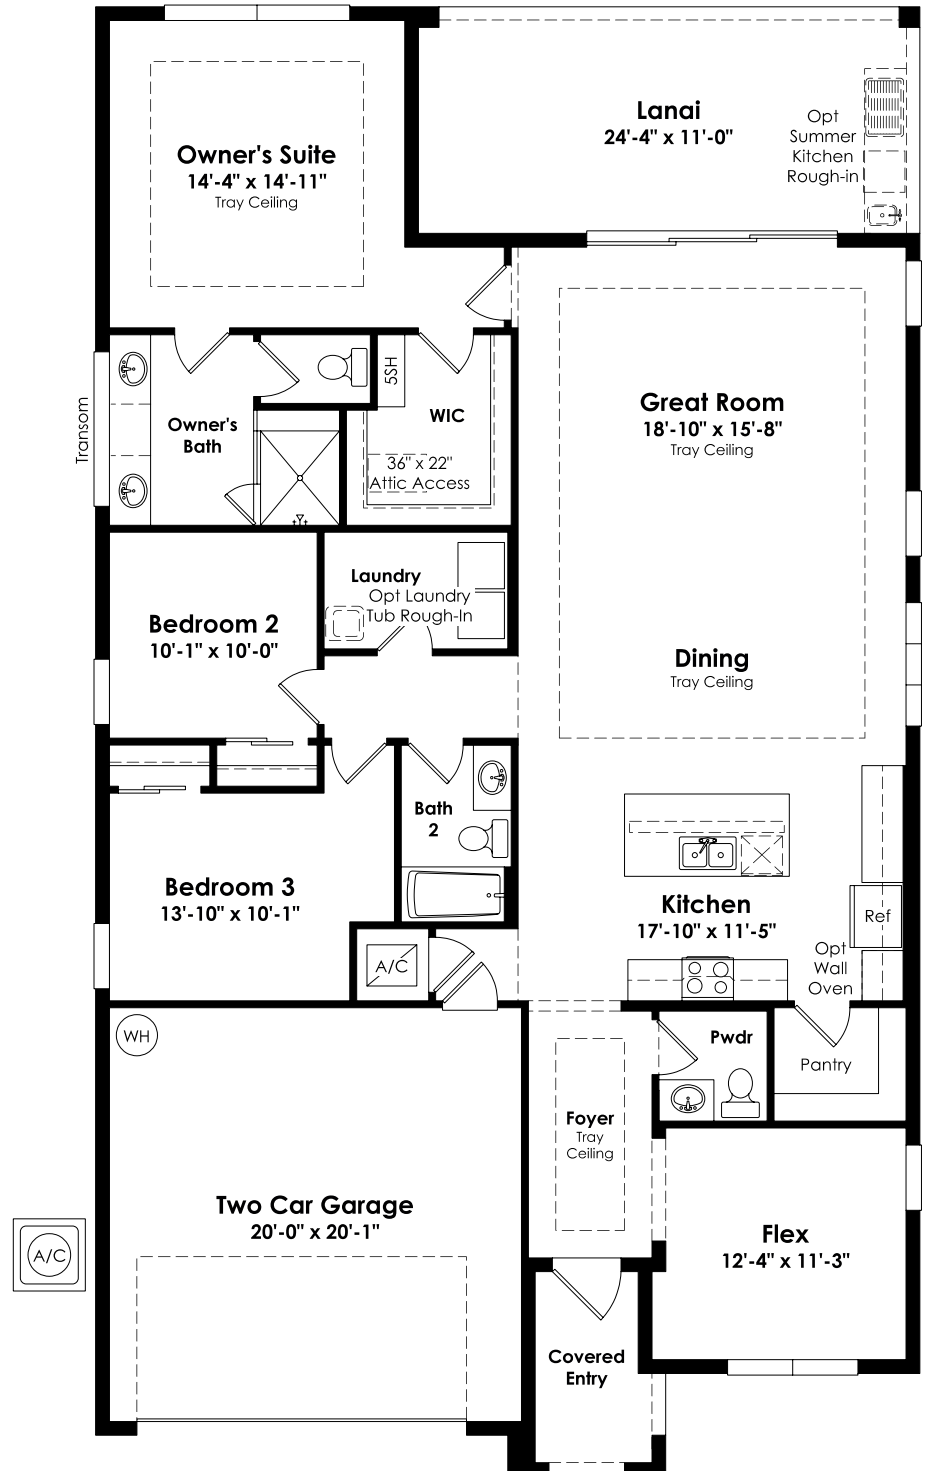 Owner's Suite
14'-4" x 14'-11"
Tray Ceiling
Lanai
24'-4" x 11'-0"
Opt
Summer
Kitchen
Rough-in
Transom
Owner's
Bath
5SH
WIC
36" x 22"
Attic Access
Great Room
18'-10" x 15'-8"
Tray Ceiling
Laundry
Opt Laundry
Tub Rough-In
Bedroom 2
10'-1" x 10'-0"
Dining
Tray Ceiling
Bath
2
Bedroom 3
13'-10" x 10'-1"
A/C
Kitchen
17'-10" x 11'-5"
Ref
Opt
Wall
Oven
WH
Pwdr
Pantry
Foyer
Tray
Ceiling
Two Car Garage
20'-0" x 20'-1"
A/C
Flex
12'-4" x 11'-3"
Covered
Entry